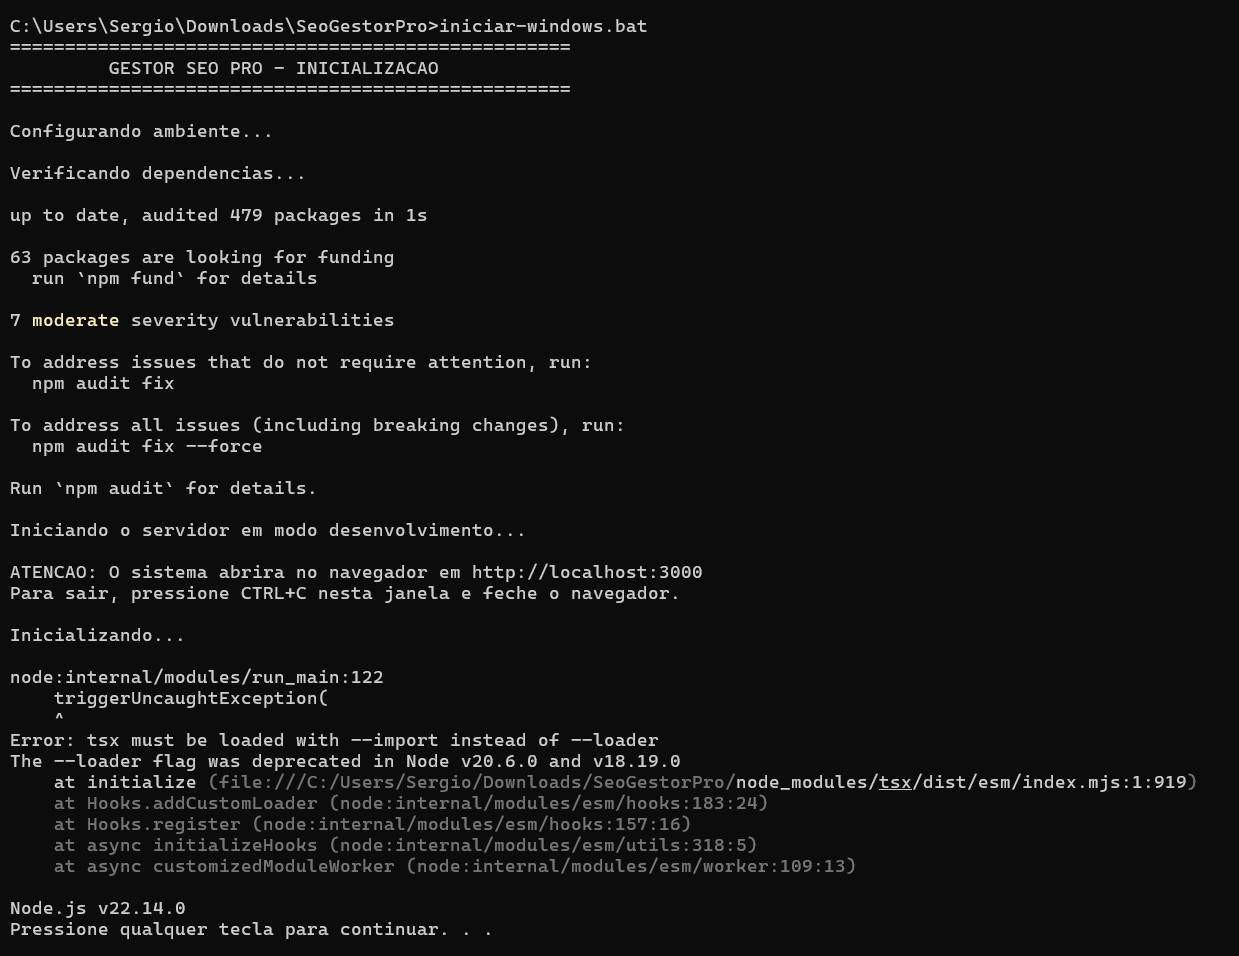 C:\Users\Sergio\Downloads\SeoGestorPro>iniciar-windows.bat
===================================================
         GESTOR SEO PRO - INICIALIZACAO
===================================================
Configurando ambiente...
Verificando dependencias...
up to date, audited 479 packages in 1s
63 packages are looking for funding
  run `npm fund` for details
7 moderate severity vulnerabilities
To address issues that do not require attention, run:
  npm audit fix
To address all issues (including breaking changes), run:
  npm audit fix --force
Run `npm audit` for details.
Iniciando o servidor em modo desenvolvimento...
ATENCAO: O sistema abrira no navegador em http://localhost:3000
Para sair, pressione CTRL+C nesta janela e feche o navegador.
Inicializando...
node:internal/modules/run_main:122
    triggerUncaughtException(
    ^
Error: tsx must be loaded with --import instead of --loader
The --loader flag was deprecated in Node v20.6.0 and v18.19.0
    at initialize (file:///C:/Users/Sergio/Downloads/SeoGestorPro/node_modules/tsx/dist/esm/index.mjs:1:919)
    at Hooks.addCustomLoader (node:internal/modules/esm/hooks:183:24)
    at Hooks.register (node:internal/modules/esm/hooks:157:16)
    at async initializeHooks (node:internal/modules/esm/utils:318:5)
    at async customizedModuleWorker (node:internal/modules/esm/worker:109:13)
Node.js v22.14.0
Pressione qualquer tecla para continuar. . .